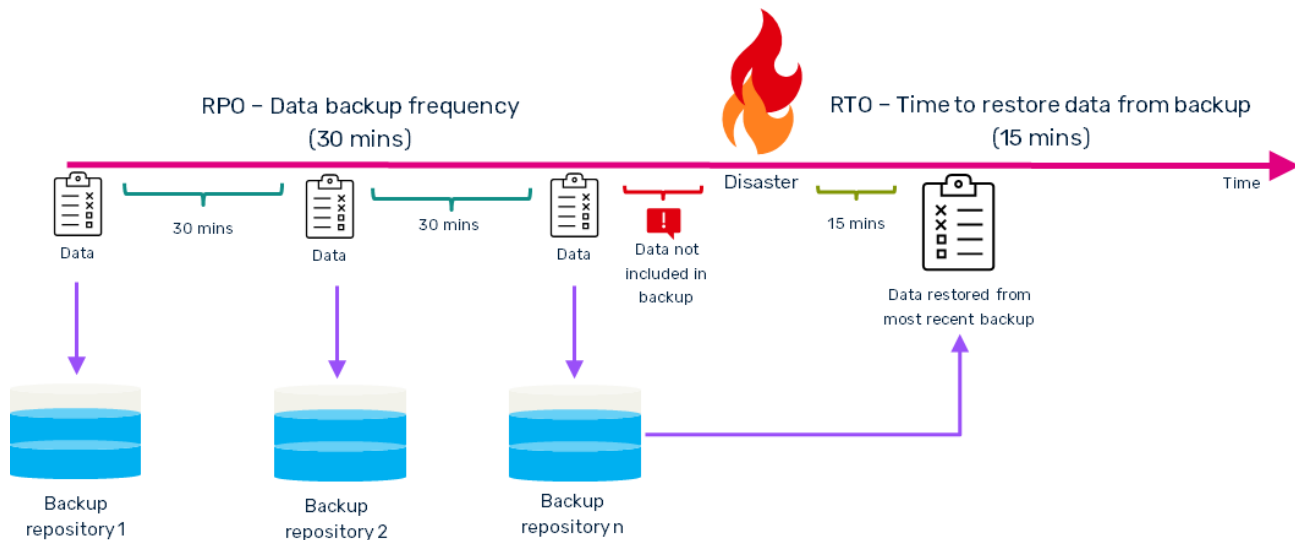 RPO – Data backup frequency
(30 mins)
RTO – Time to restore data from backup
(15 mins)
Disaster
Time
30 mins
30 mins
15 mins
Data
Data
Data
!
Data not
included in
backup
Data restored from
most recent backup
Backup
repository 1
Backup
repository 2
Backup
repository n